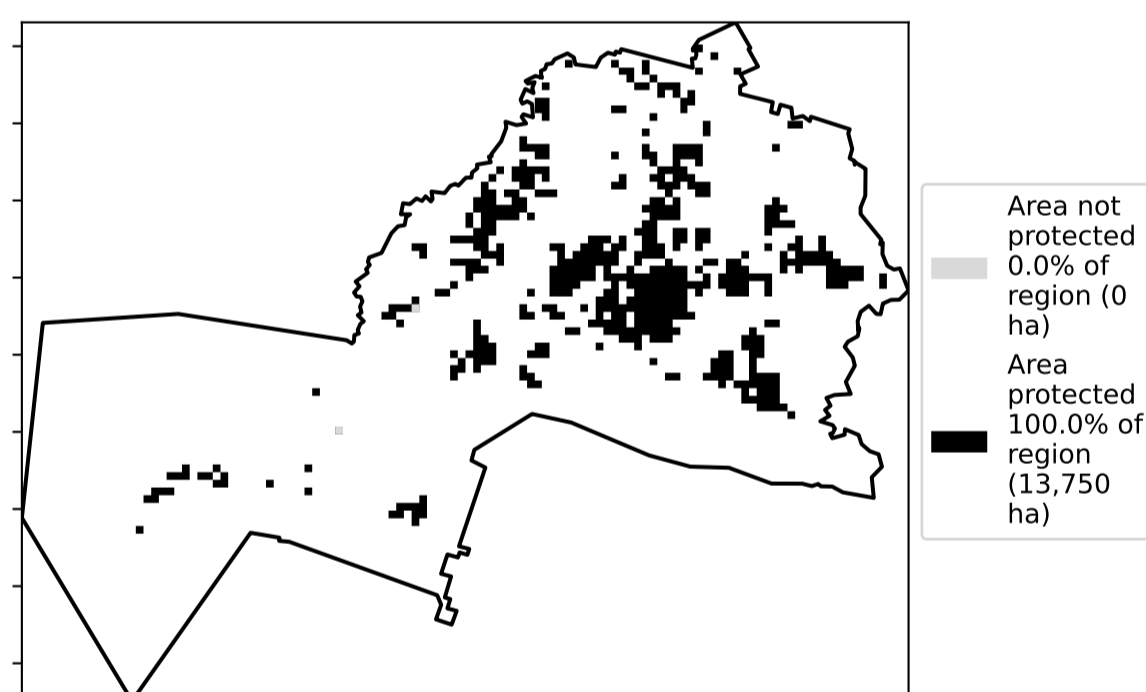 Area not
protected
0.0% of
region (0
ha)
Area
protected
100.0% of
region
(13,750
ha)